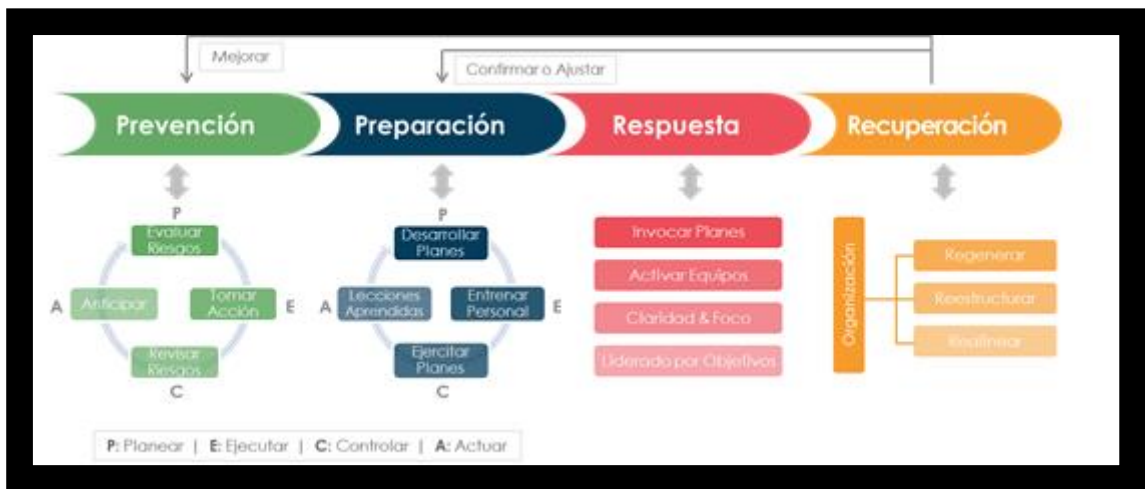 Mejorar
Confirmar o Ajustar
Prevención
Preparación
Respuesta
Recuperación
P
Evaluar
Riesgos
A
Anticipar
Tomar
Acción
E
Revisar
Riesgos
C
P
Desarrollar
Planes
A
Lecciones
Aprendidas
Entrenar
Personal
E
Ejercitar
Planes
C
Invocar Planes
Activar Equipos
Claridad & Foco
Liderado por Objetivos
Organización
Regenerar
Reestructurar
Realinear
P: Planear | E: Ejecutar | C: Controlar | A: Actuar